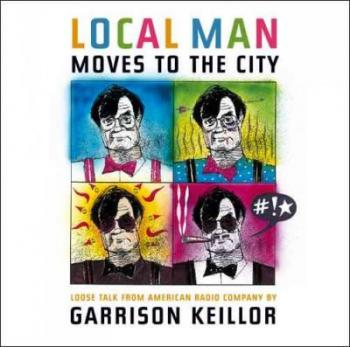 LOCAL MAN
MOVES TO THE CITY
#!★
LOOSE TALK FROM AMERICAN RADIO COMPANY BY
GARRISON KEILLOR